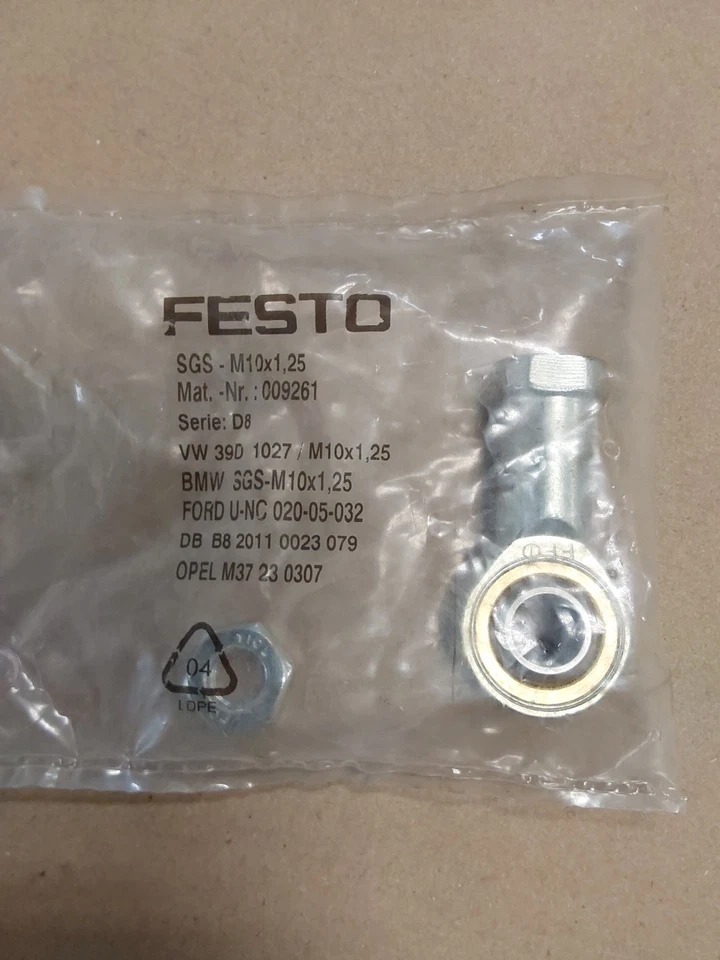 FESTO
SGS - M10x1,25
Mat. -Nr. : 009261
Serie: D8
VW 39D 1027 / M10x1,25
BMW SGS-M10x1,25
FORD U-NC 020-05-032
DB B8 2011 0023 079
OPEL M37 23 0307
04
LDPE